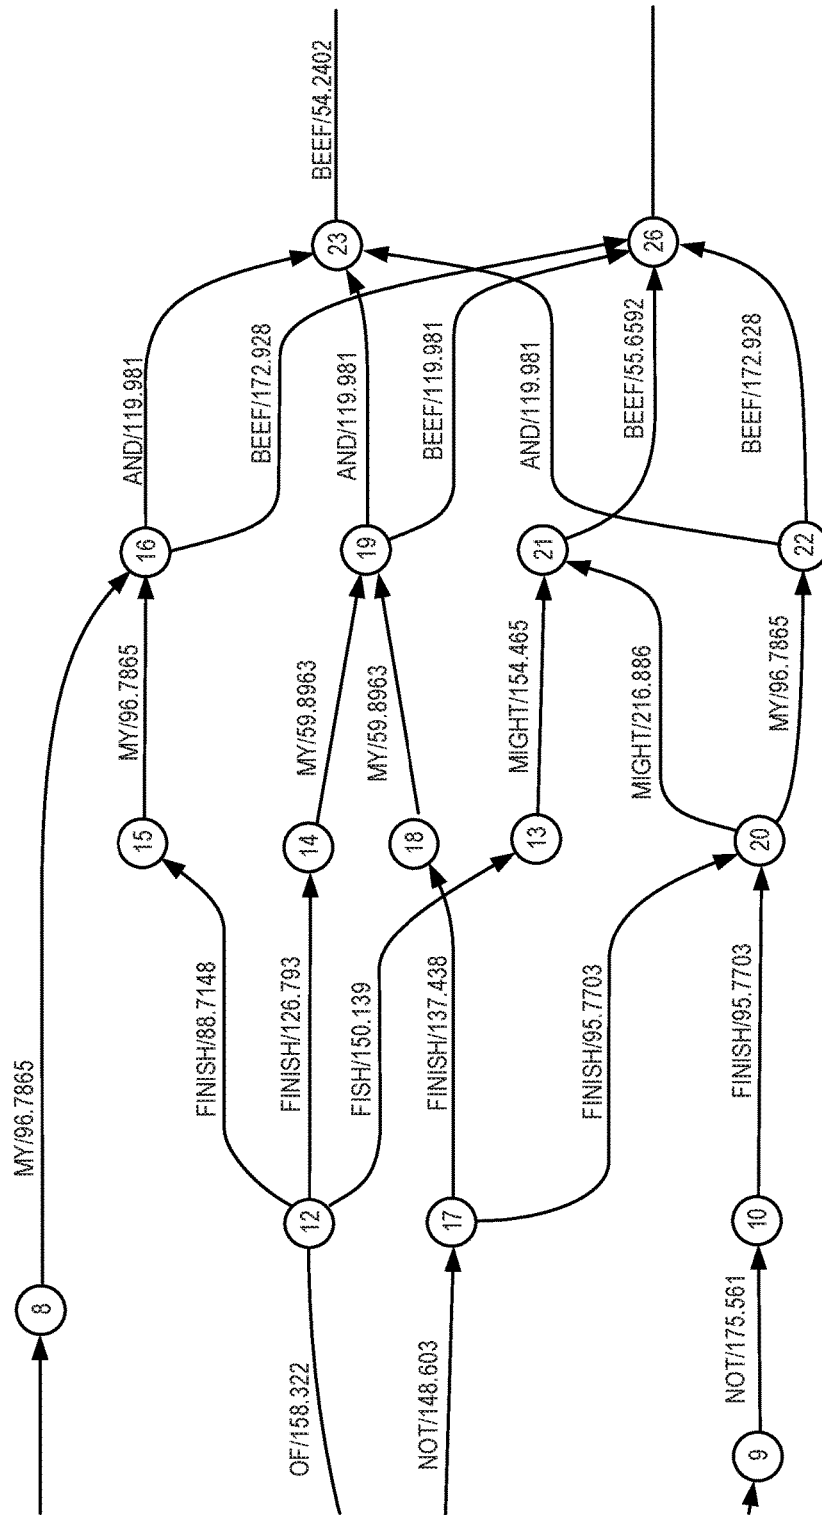 MY/96.7865
8
16
AND/119.981
BEEF/172.928
MY/96.7865
15
FINISH/88.7148
23
BEEF/54.2402
12
FINISH/126.793
14
MY/59.8963
19
AND/119.981
BEEF/119.981
OF/158.322
FISH/150.139
18
MY/59.8963
FINISH/137.438
17
NOT/148.603
13
MIGHT/154.465
21
AND/119.981
BEEF/55.6592
26
FINISH/95.7703
MIGHT/216.886
20
MY/96.7865
22
BEEF/172.928
9
NOT/175.561
10
FINISH/95.7703